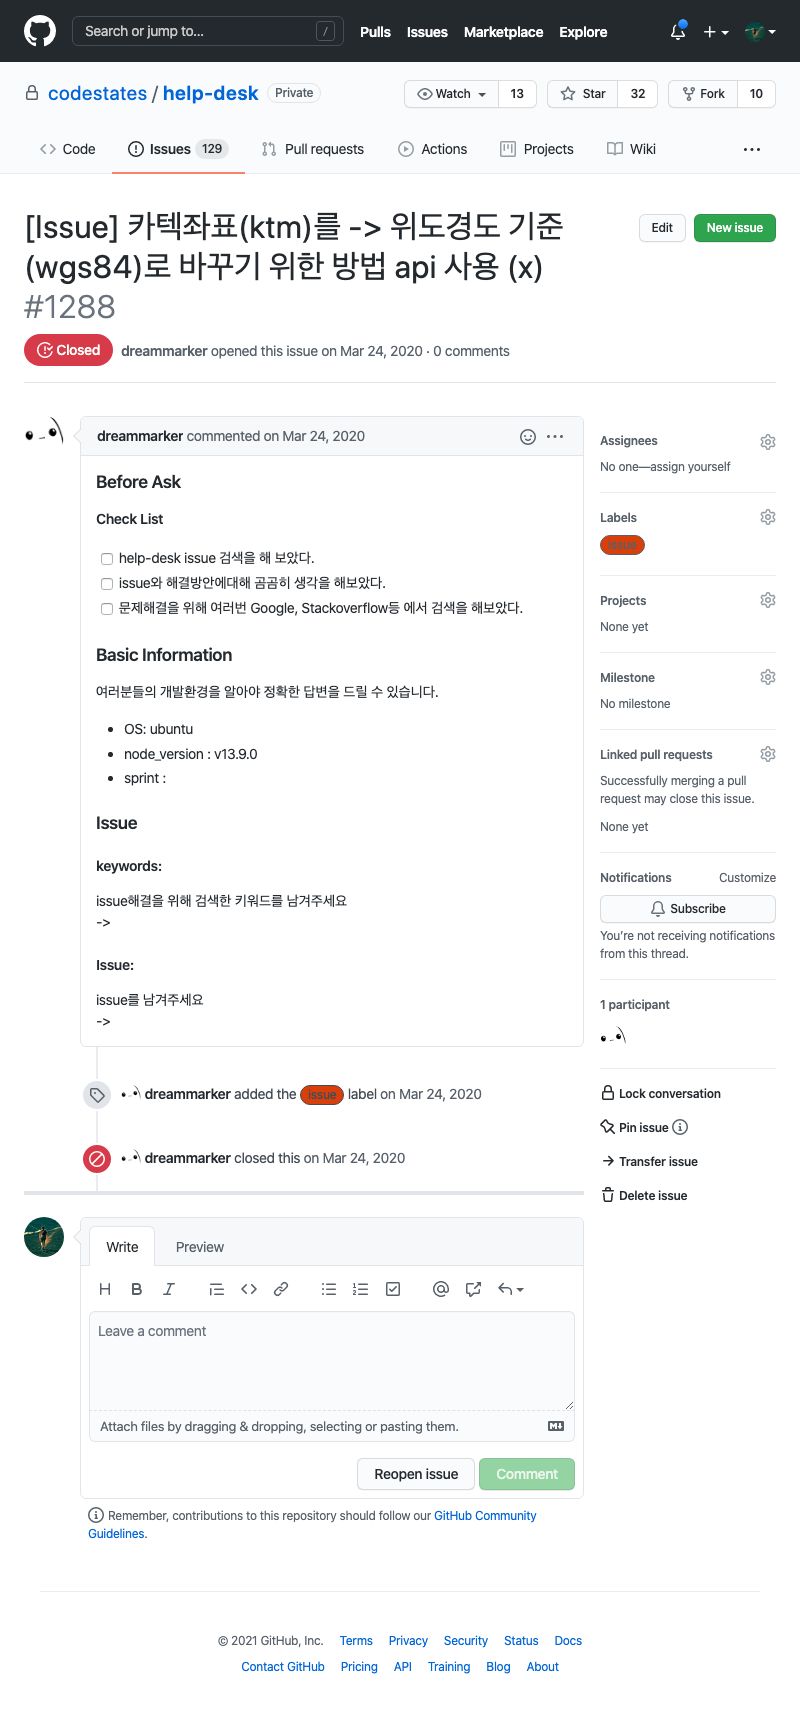 Search or jump to... /
Pulls Issues Marketplace Explore
codestates / help-desk Private
Watch 13 Star 32 Fork 10
Code Issues 129 Pull requests Actions Projects Wiki
[Issue] 카텍좌표(ktm)를 -> 위도경도 기준
(wgs84)로 바꾸기 위한 방법 api 사용 (x)
#1288
Edit New issue
Closed dreammarker opened this issue on Mar 24, 2020 · 0 comments
dreammarker commented on Mar 24, 2020
Before Ask
Check List
help-desk issue 검색을 해 보았다.
issue와 해결방안에대해 곰곰히 생각을 해보았다.
문제해결을 위해 여러번 Google, Stackoverflow등 에서 검색을 해보았다.
Basic Information
여러분들의 개발환경을 알아야 정확한 답변을 드릴 수 있습니다.
OS: ubuntu
node_version : v13.9.0
sprint :
Issue
keywords:
issue해결을 위해 검색한 키워드를 남겨주세요
->
Issue:
issue를 남겨주세요
->
dreammarker added the issue label on Mar 24, 2020
dreammarker closed this on Mar 24, 2020
Assignees
No one—assign yourself
Labels
issue
Projects
None yet
Milestone
No milestone
Linked pull requests
Successfully merging a pull
request may close this issue.
None yet
Notifications Customize
Subscribe
You're not receiving notifications
from this thread.
1 participant
Lock conversation
Pin issue
Transfer issue
Delete issue
Write Preview
Leave a comment
Attach files by dragging & dropping, selecting or pasting them.
Reopen issue Comment
Remember, contributions to this repository should follow our GitHub Community
Guidelines.
© 2021 GitHub, Inc. Terms Privacy Security Status Docs
Contact GitHub Pricing API Training Blog About